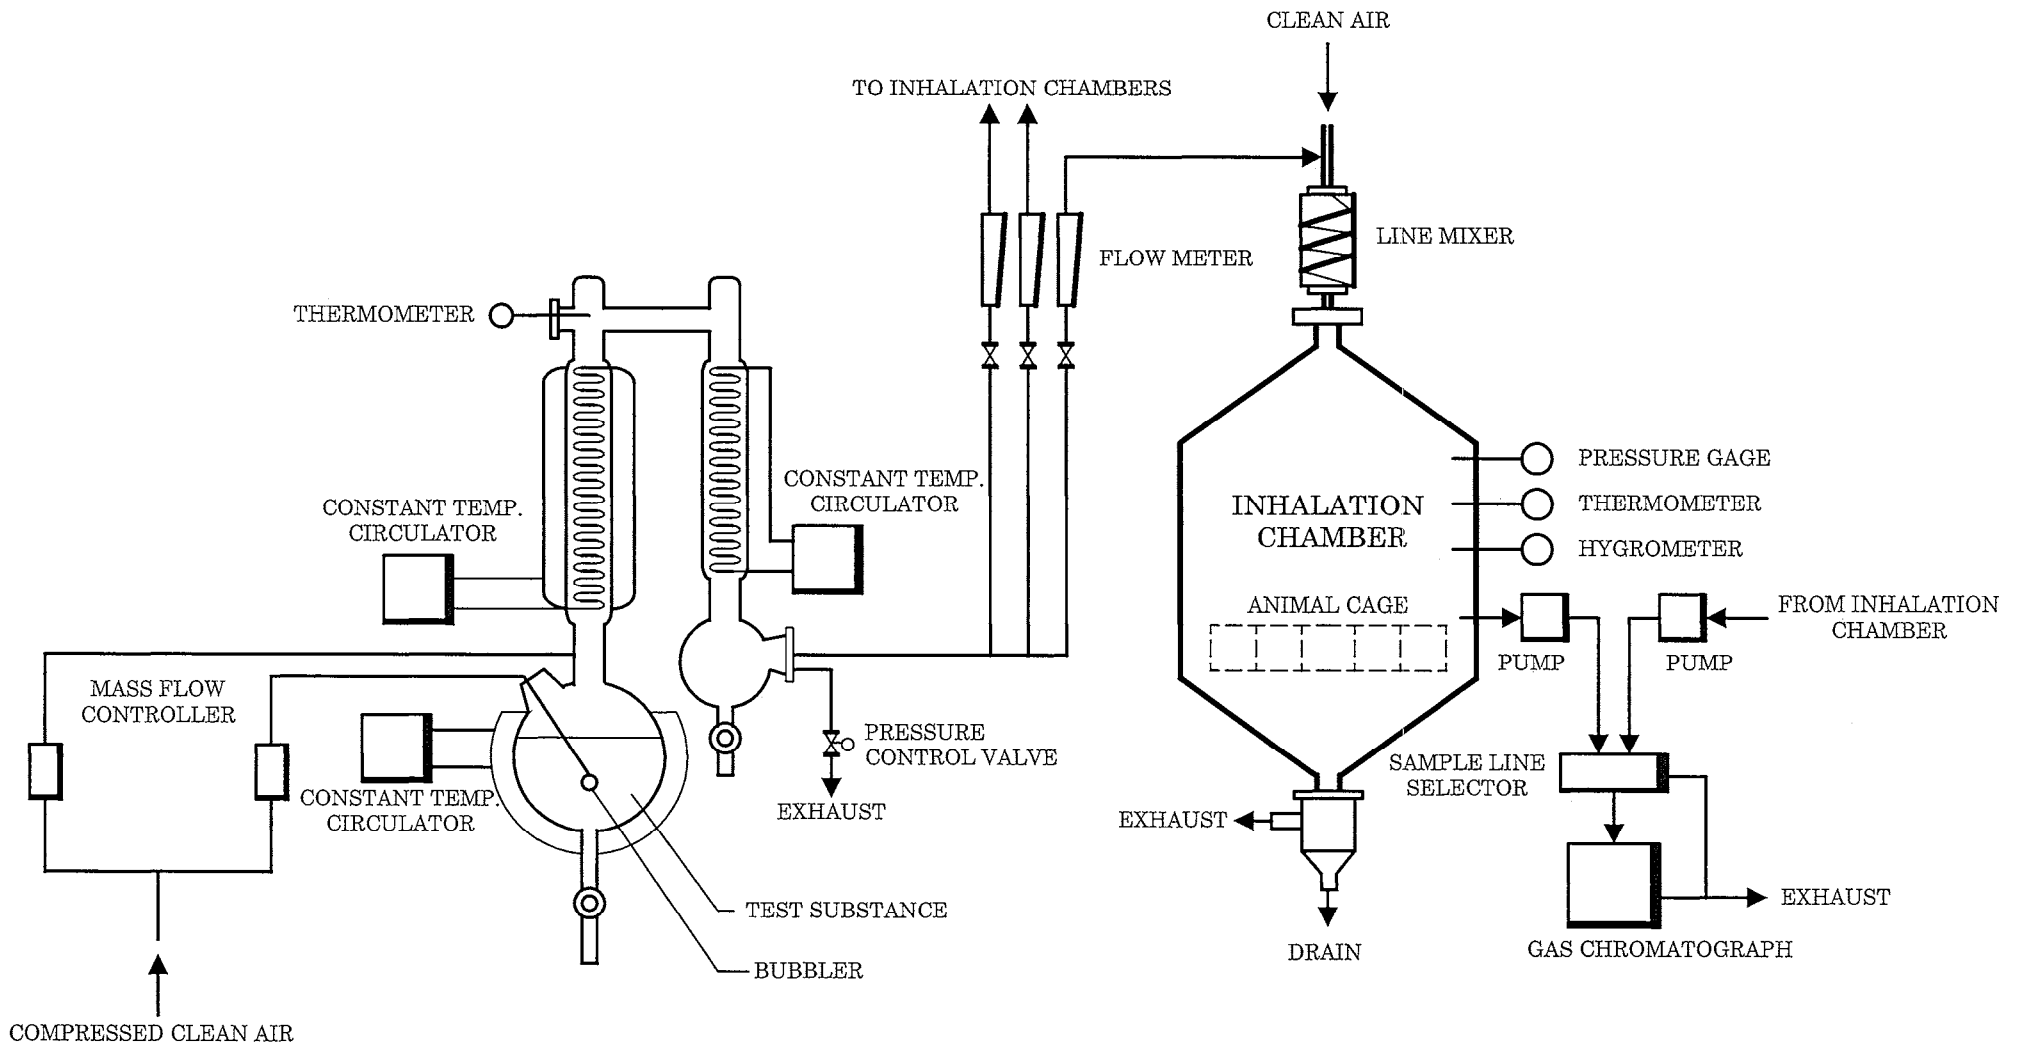 CLEAN AIR
TO INHALATION CHAMBERS
LINE MIXER
FLOW METER
THERMOMETER
CONSTANT TEMP.
CIRCULATOR
CONSTANT TEMP.
CIRCULATOR
PRESSURE GAGE
INHALATION
CHAMBER
THERMOMETER
HYGROMETER
ANIMAL CAGE
FROM INHALATION
CHAMBER
PUMP
PUMP
MASS FLOW
CONTROLLER
PRESSURE
CONTROL VALVE
SAMPLE LINE
SELECTOR
CONSTANT TEMP.
CIRCULATOR
EXHAUST
EXHAUST
EXHAUST
TEST SUBSTANCE
DRAIN
GAS CHROMATOGRAPH
BUBBLER
COMPRESSED CLEAN AIR